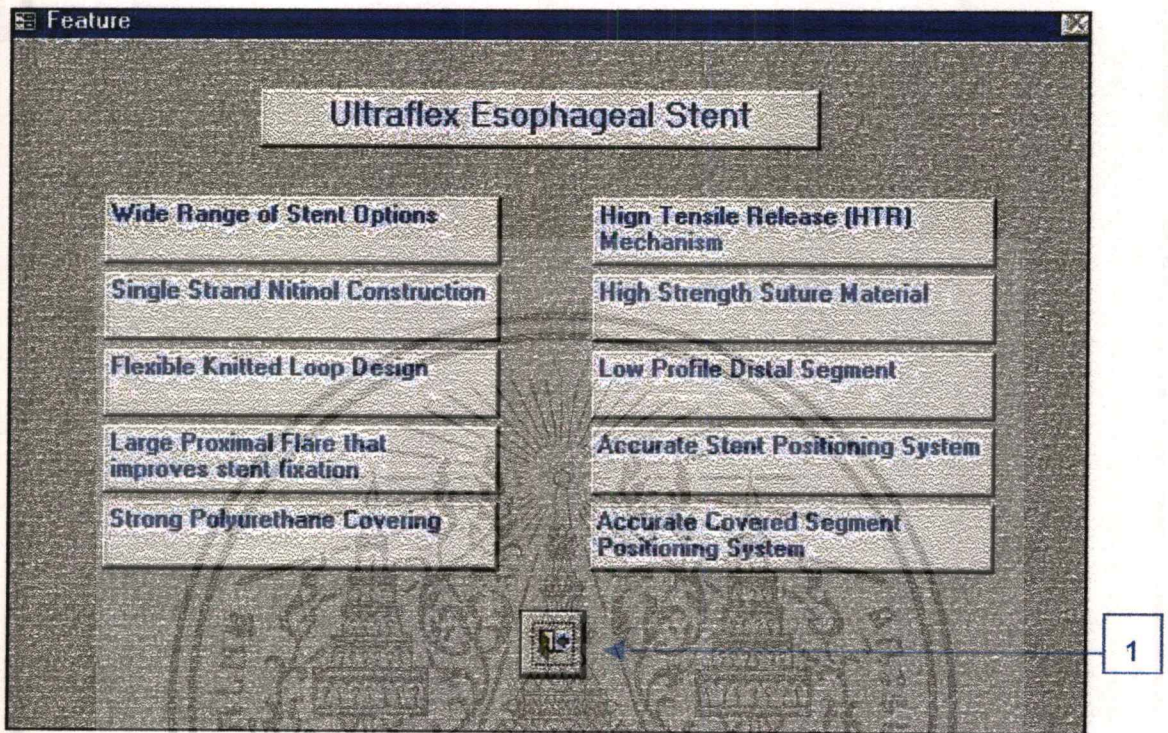 Feature
Ultraflex Esophageal Stent
Wide Range of Stent Options
Single Strand Nitinol Construction
Flexible Knitted Loop Design
Large Proximal Flare that
improves stent fixation
Strong Polyurethane Covering
Hign Tensile Release (HTR)
Mechanism
High Strength Suture Material
Low Profile Distal Segment
Accurate Stent Positioning System
Accurate Covered Segment
Positioning System
1